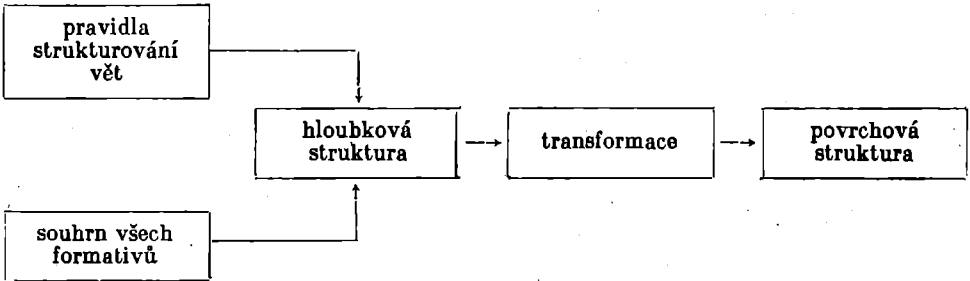 pravidla
strukturování
vět
hloubková
struktura
transformace
povrchová
struktura
souhrn všech
formativů